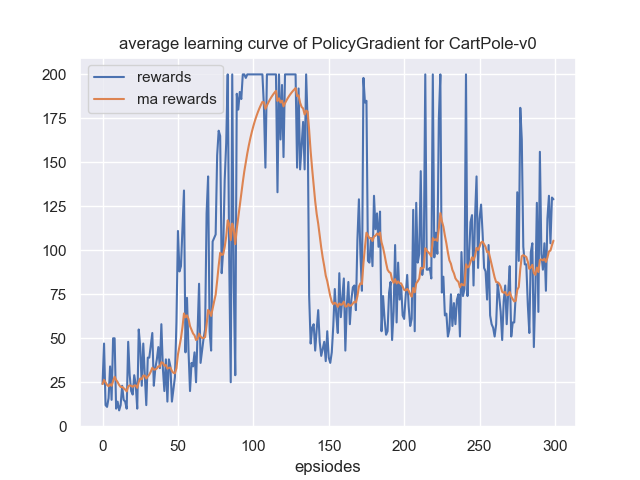 average learning curve of PolicyGradient for CartPole-v0
rewards
ma rewards
200
175
150
125
100
75
50
25
0
0 50 100 150 200 250 300
epsiodes